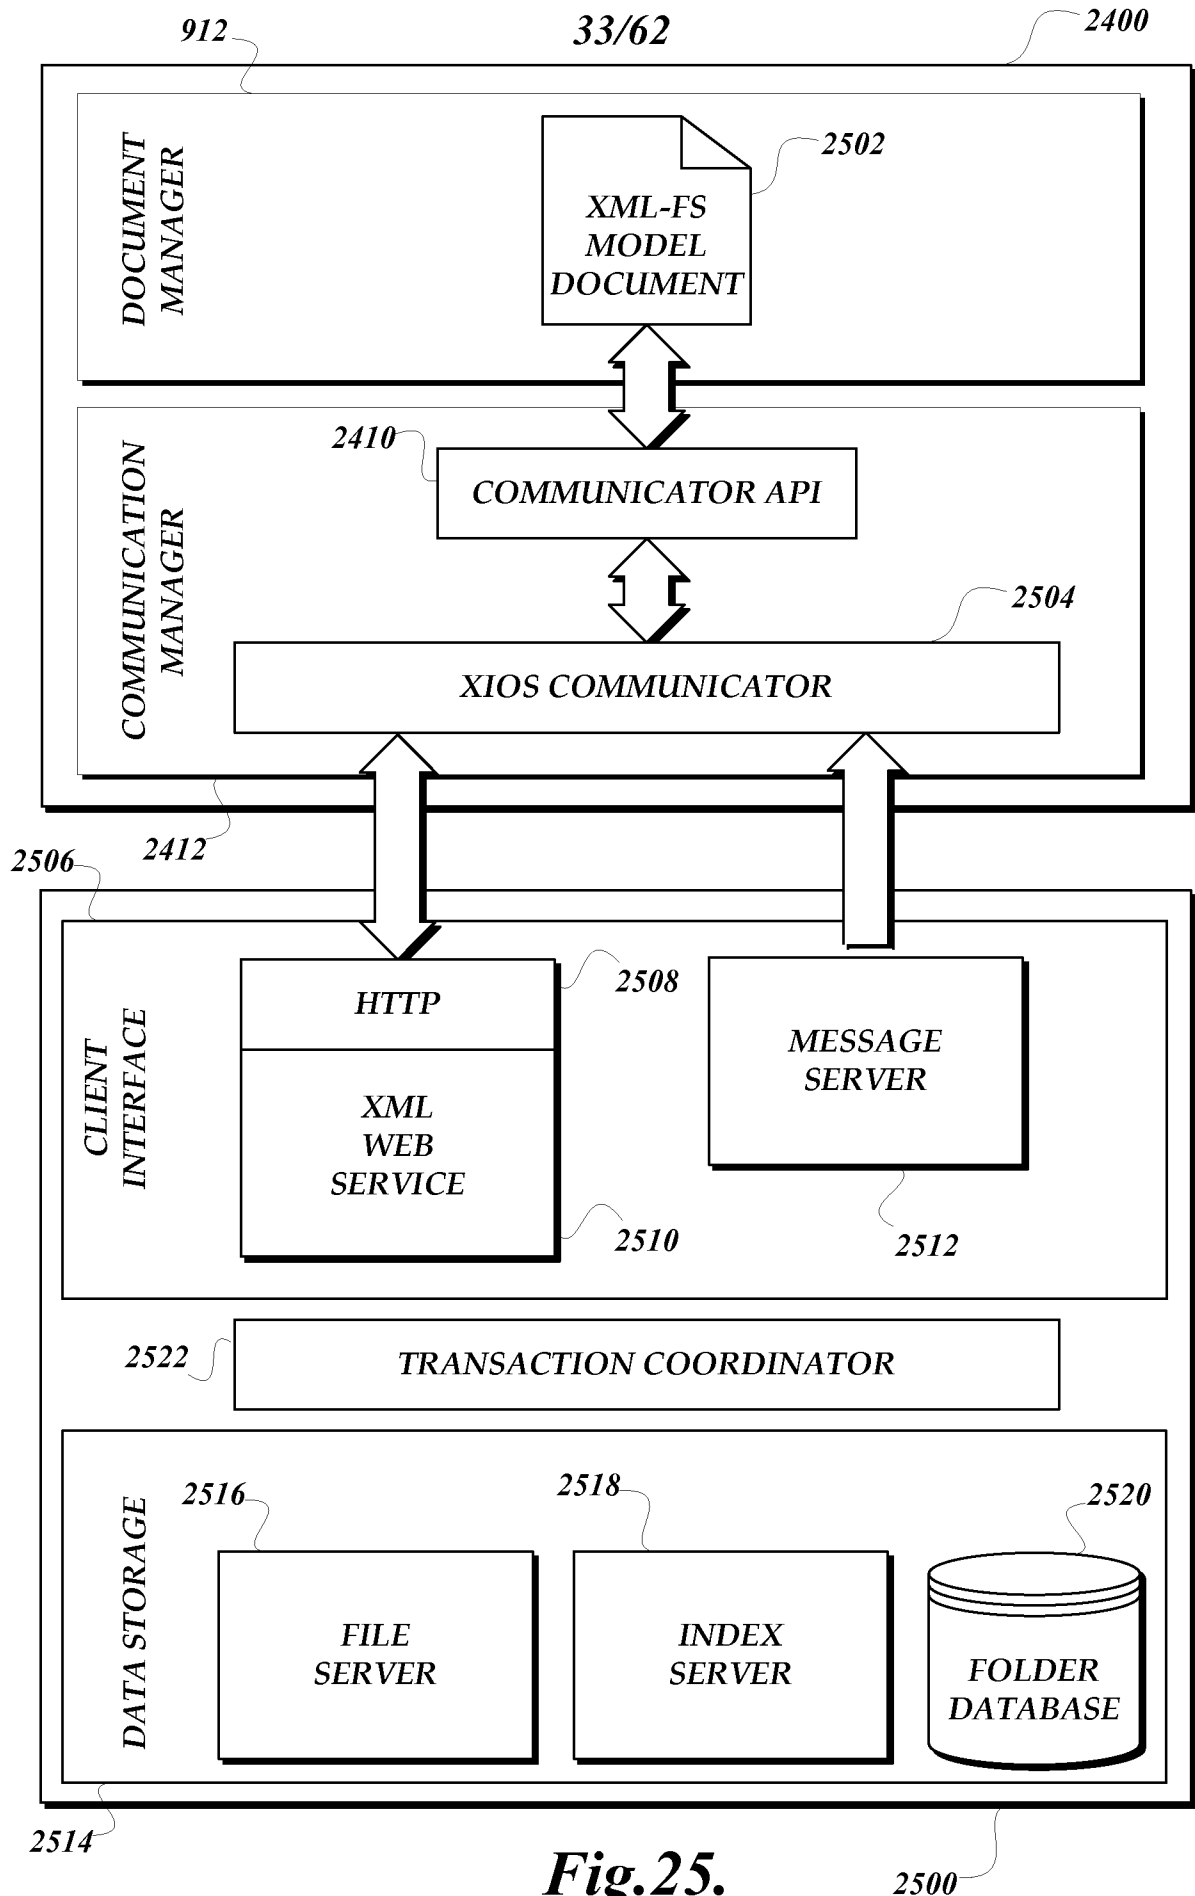 33/62
2400
912
DOCUMENT
MANAGER
2502
XML-FS
MODEL
DOCUMENT
COMMUNICATION
MANAGER
2410
COMMUNICATOR API
2504
XIOS COMMUNICATOR
2412
2506
CLIENT
INTERFACE
HTTP
2508
XML
WEB
SERVICE
2510
MESSAGE
SERVER
2512
2522
TRANSACTION COORDINATOR
DATA STORAGE
2516
FILE
SERVER
2518
INDEX
SERVER
2520
FOLDER
DATABASE
2514
2500
Fig.25.